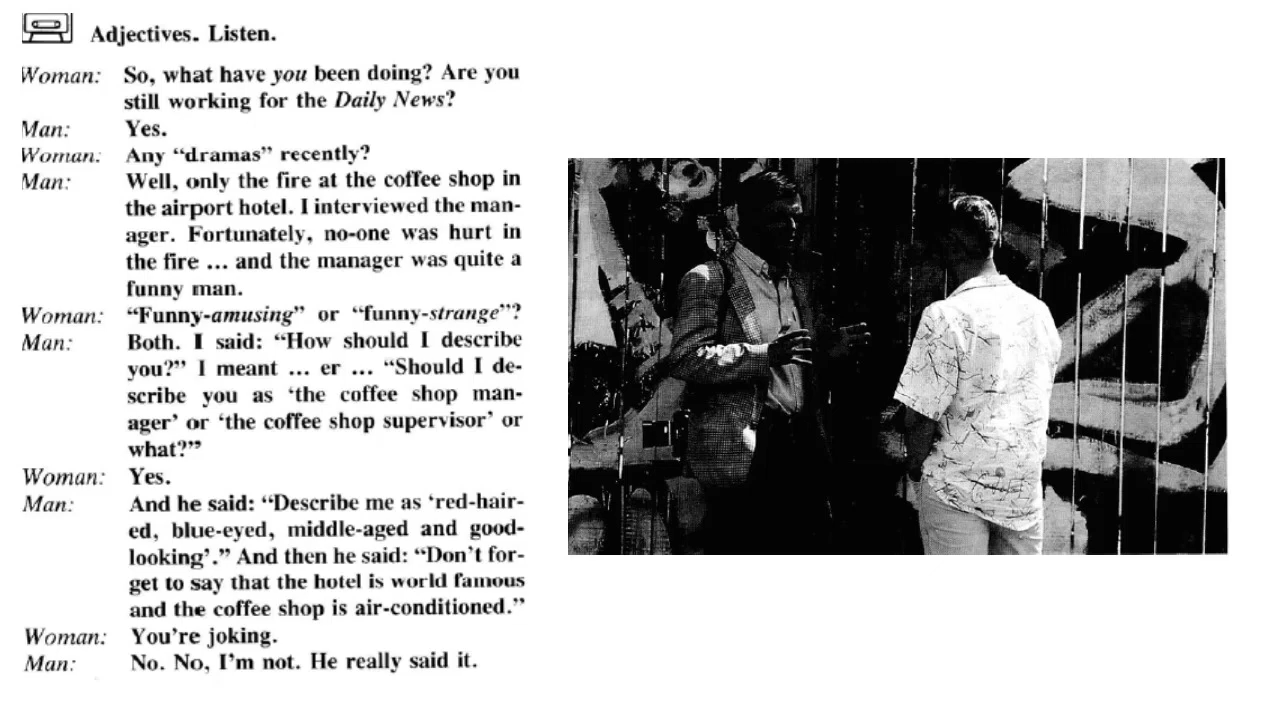 Adjectives. Listen.
Woman: So, what have you been doing? Are you
still working for the Daily News?
Man: Yes.
Woman: Any “dramas” recently?
Man: Well, only the fire at the coffee shop in
the airport hotel. I interviewed the man-
ager. Fortunately, no-one was hurt in
the fire ... and the manager was quite a
funny man.
Woman: “Funny-amusing” or “funny-strange”?
Man: Both. I said: “How should I describe
you?” I meant ... er ... “Should I de-
scribe you as ‘the coffee shop man-
ager’ or ‘the coffee shop supervisor’ or
what?”
Woman: Yes.
Man: And he said: “Describe me as ‘red-hair-
ed, blue-eyed, middle-aged and good-
looking’.” And then he said: “Don’t for-
get to say that the hotel is world famous
and the coffee shop is air-conditioned.”
Woman: You’re joking.
Man: No. No, I’m not. He really said it.